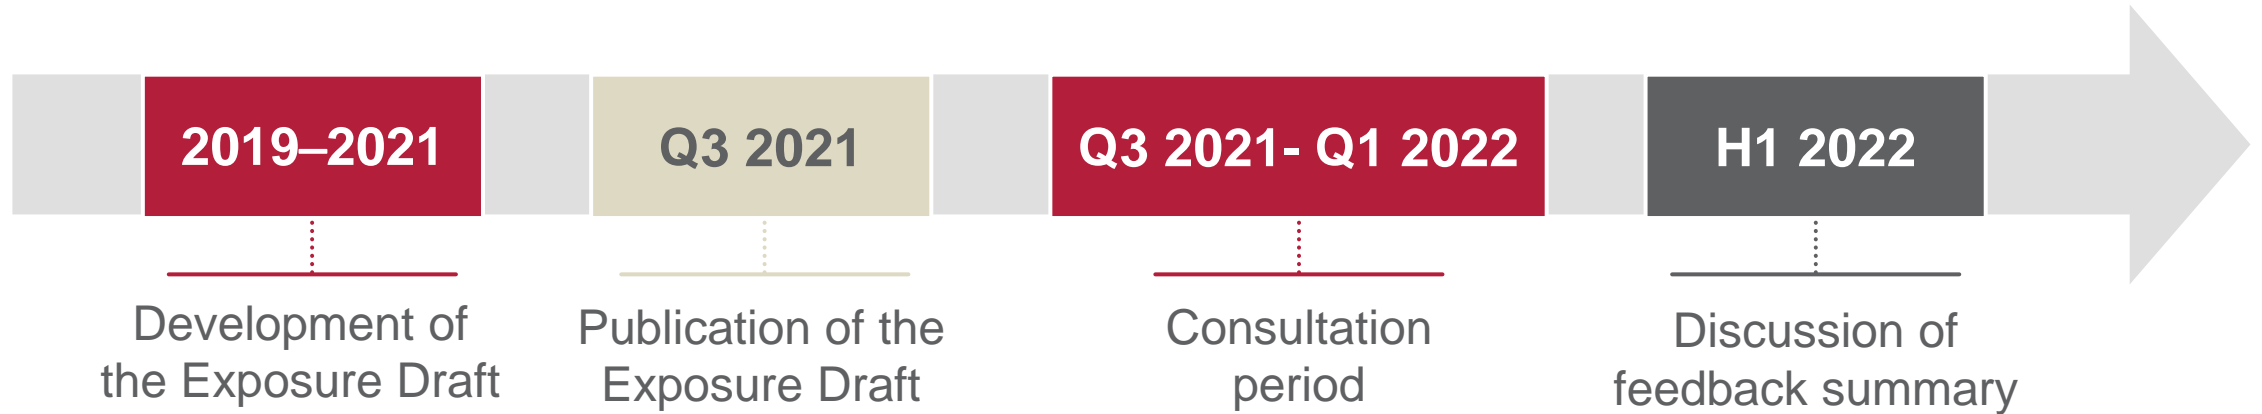 2019–2021
Q3 2021
Q3 2021- Q1 2022
H1 2022
Development of
the Exposure Draft
Publication of the
Exposure Draft
Consultation
period
Discussion of
feedback summary